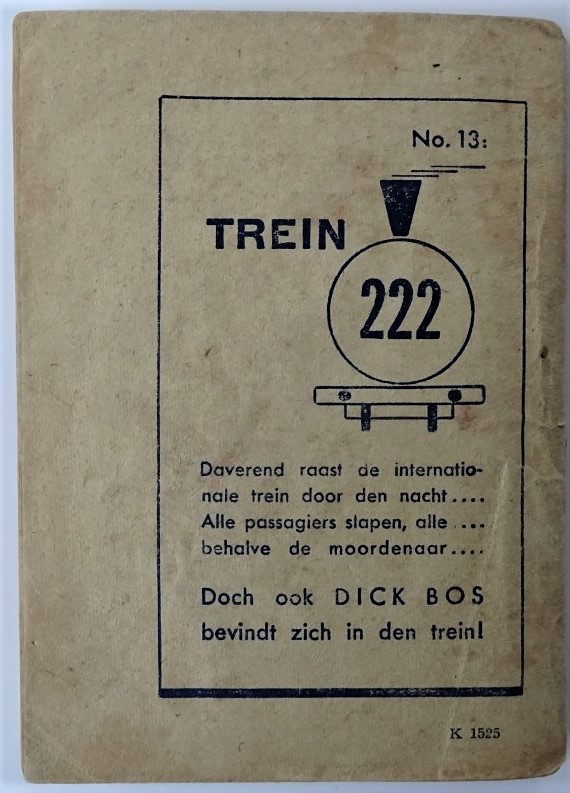 No. 13:
TREIN
222
Daverend raast de internatio-
nale trein door den nacht....
Alle passagiers slapen, alle ....
behalve de moordenaar....
Doch ook DICK BOS
bevindt zich in den trein!
K 1525